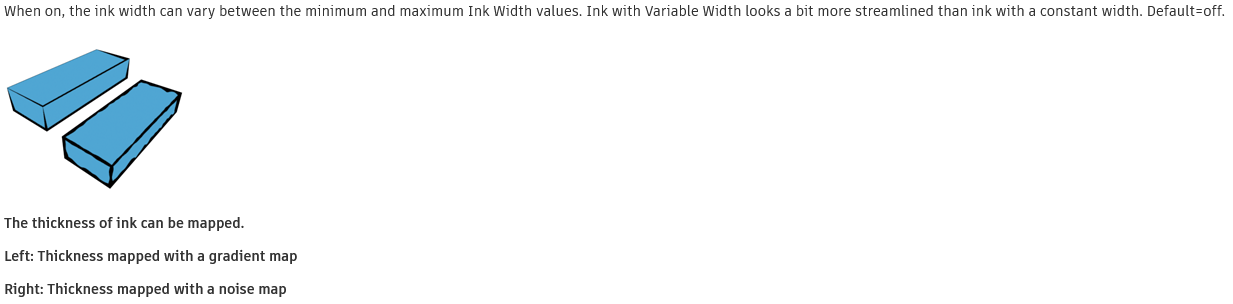 When on, the ink width can vary between the minimum and maximum Ink Width values. Ink with Variable Width looks a bit more streamlined than ink with a constant width. Default=off.
The thickness of ink can be mapped.
Left: Thickness mapped with a gradient map
Right: Thickness mapped with a noise map